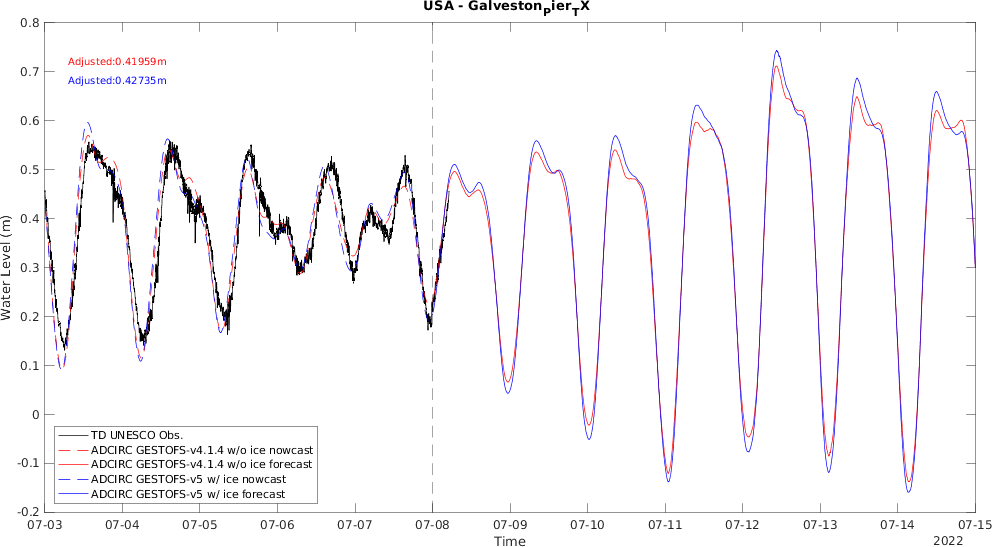 USA - Galveston_Pier_TX
0.8
0.7
0.6
0.5
0.4
0.3
0.2
0.1
0
-0.1
-0.2
Water Level (m)
Adjusted:0.41959m
Adjusted:0.42735m
TD UNESCO Obs.
ADCIRC GESTOFS-v4.1.4 w/o ice nowcast
ADCIRC GESTOFS-v4.1.4 w/o ice forecast
ADCIRC GESTOFS-v5 w/ ice nowcast
ADCIRC GESTOFS-v5 w/ ice forecast
07-03 07-04 07-05 07-06 07-07 07-08 07-09 07-10 07-11 07-12 07-13 07-14 07-15
Time
2022